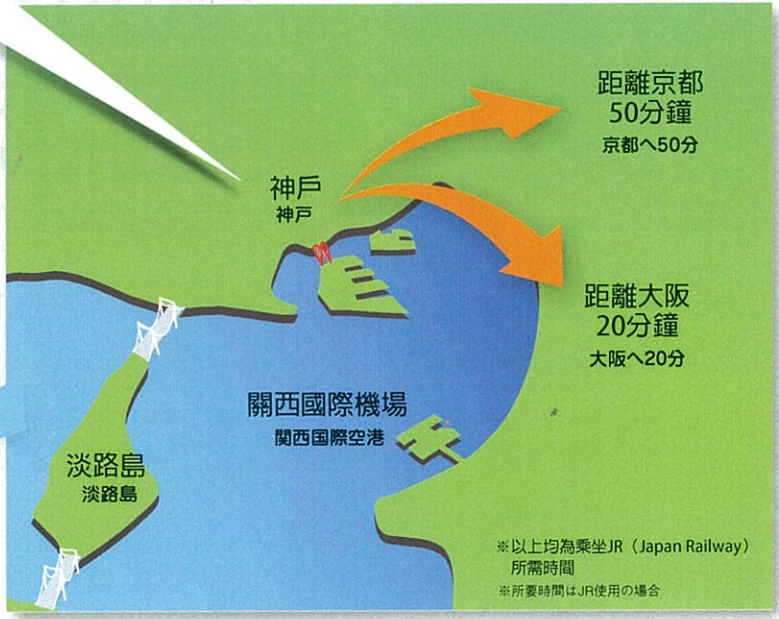 距離京都
50分鐘
京都へ50分
神戶
神戸
距離大阪
20分鐘
大阪へ20分
關西國際機場
関西国際空港
淡路島
淡路島
※以上均為乘坐JR（Japan Railway）
所需時間
※所要時間はJR使用の場合